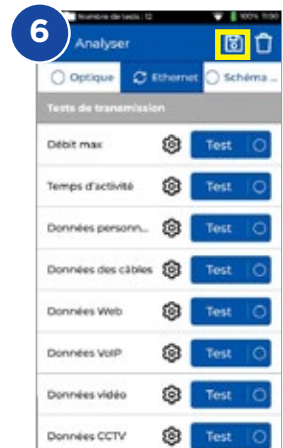 6
Nombre de tests : 12 100% 11:50
Analyser
Optique Ethernet Schéma ...
Tests de transmission
Débit max Test
Temps d'activité Test
Données personn... Test
Données des câbles Test
Données Web Test
Données VoIP Test
Données vidéo Test
Données CCTV Test